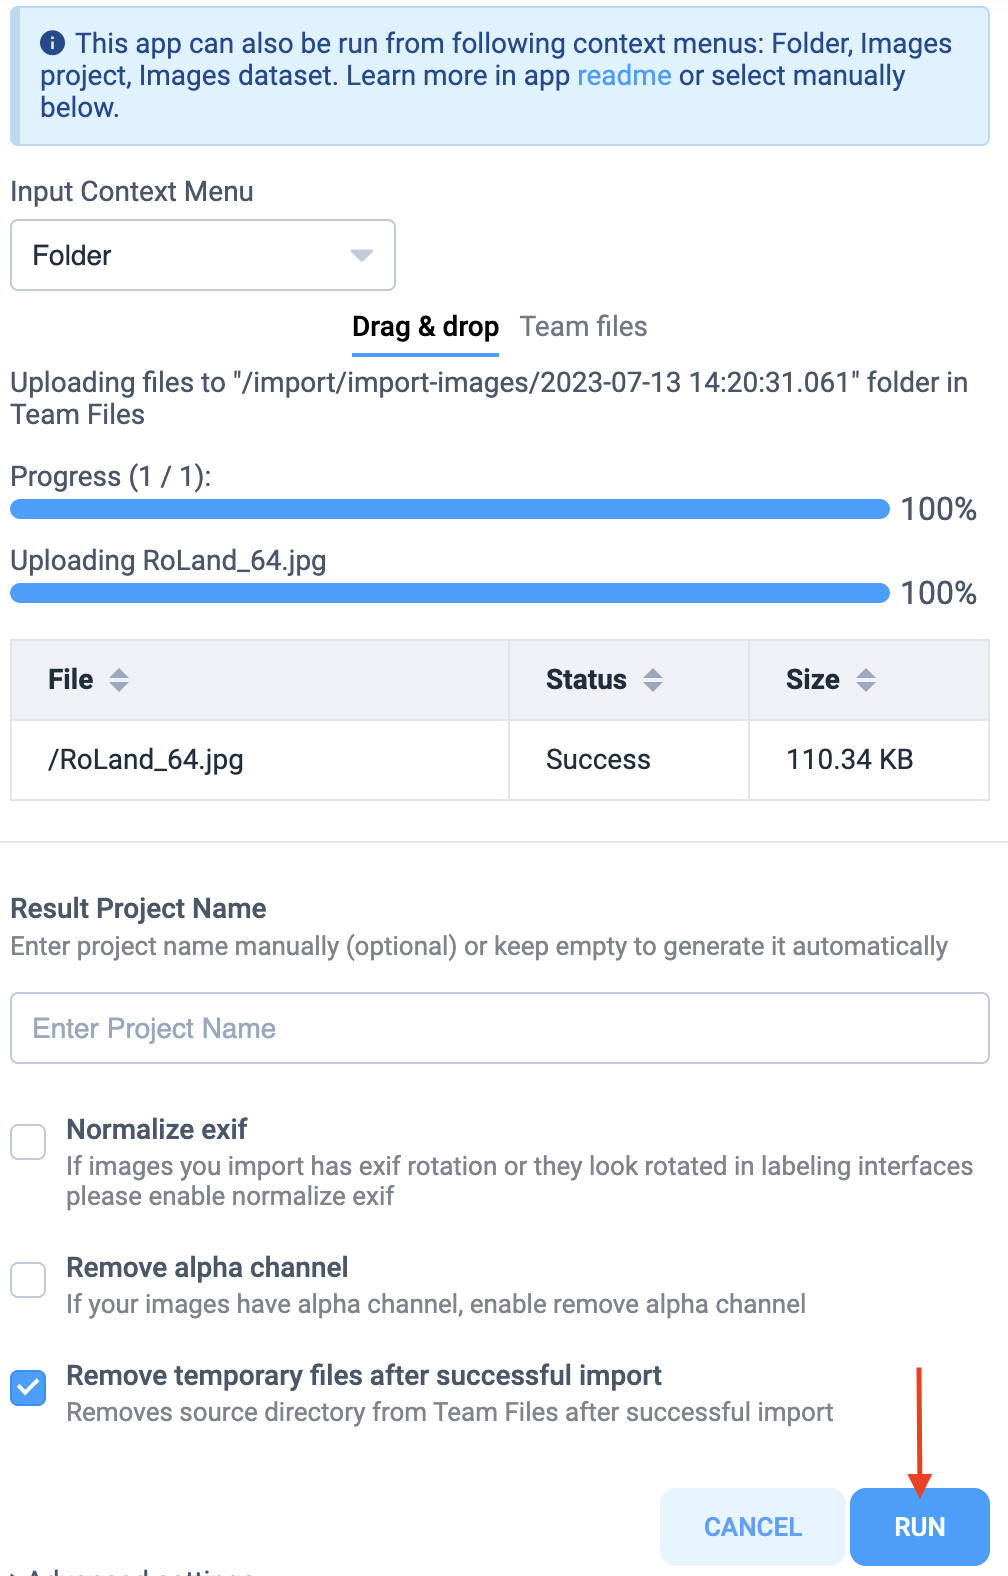 This app can also be run from following context menus: Folder, Images
project, Images dataset. Learn more in app readme or select manually
below.
Input Context Menu
Folder
Drag & drop Team files
Uploading files to "/import/import-images/2023-07-13 14:20:31.061" folder in
Team Files
Progress (1 / 1):
100%
Uploading RoLand_64.jpg
100%
File Status Size
/RoLand_64.jpg Success 110.34 KB
Result Project Name
Enter project name manually (optional) or keep empty to generate it automatically
Enter Project Name
Normalize exif
If images you import has exif rotation or they look rotated in labeling interfaces
please enable normalize exif
Remove alpha channel
If your images have alpha channel, enable remove alpha channel
Remove temporary files after successful import
Removes source directory from Team Files after successful import
CANCEL RUN
Advanced settings